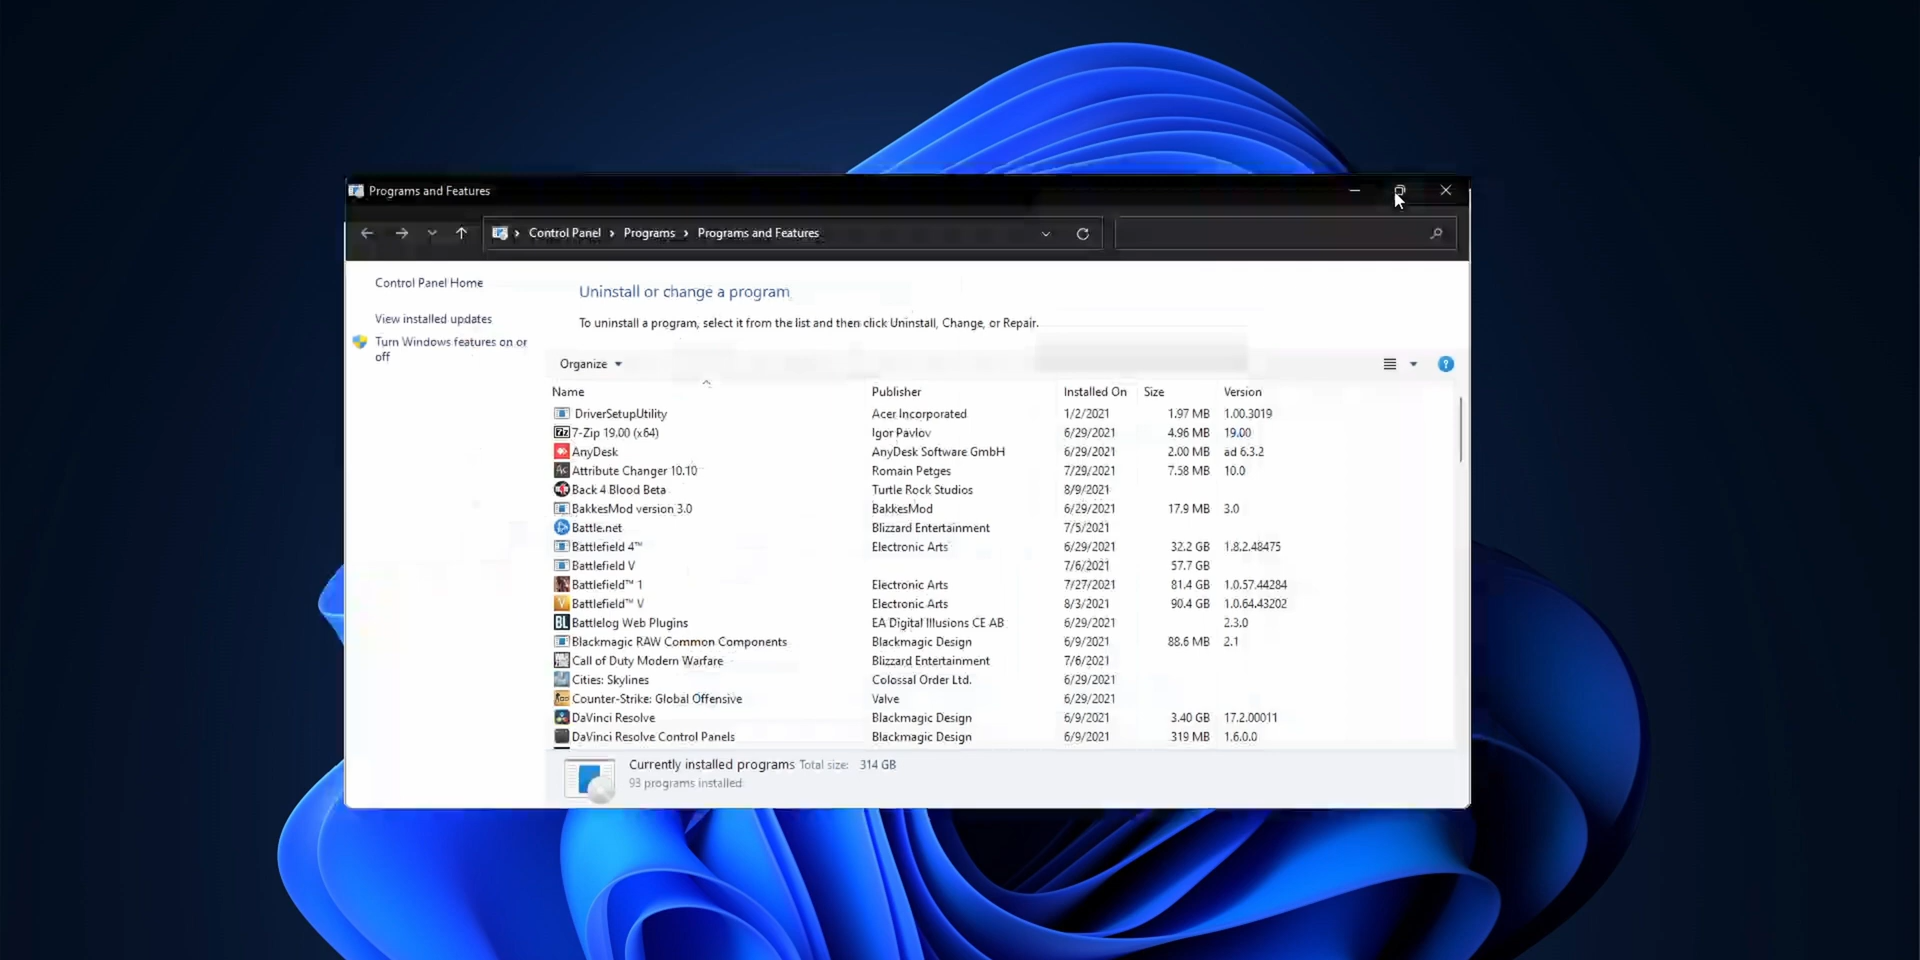 Programs and Features
Control Panel > Programs > Programs and Features
Control Panel Home
View installed updates
Turn Windows features on or
off
Uninstall or change a program
To uninstall a program, select it from the list and then click Uninstall, Change, or Repair.
Organize
Name Publisher Installed On Size Version
DriverSetupUtility Acer Incorporated 1/2/2021 1.97 MB 1.00.3019
7-Zip 19.00 (x64) Igor Pavlov 6/29/2021 4.96 MB 19.00
AnyDesk AnyDesk Software GmbH 6/29/2021 2.00 MB ad 6.3.2
Attribute Changer 10.10 Romain Petges 7/29/2021 7.58 MB 10.0
Back 4 Blood Beta Turtle Rock Studios 8/9/2021
BakkesMod version 3.0 BakkesMod 6/29/2021 17.9 MB 3.0
Battle.net Blizzard Entertainment 7/5/2021
Battlefield 4™ Electronic Arts 6/29/2021 32.2 GB 1.8.2.48475
Battlefield V 7/6/2021 57.7 GB
Battlefield™ 1 Electronic Arts 7/27/2021 81.4 GB 1.0.57.44284
Battlefield™ V Electronic Arts 8/3/2021 90.4 GB 1.0.64.43202
Battlelog Web Plugins EA Digital Illusions CE AB 6/29/2021 2.3.0
Blackmagic RAW Common Components Blackmagic Design 6/9/2021 88.6 MB 2.1
Call of Duty Modern Warfare Blizzard Entertainment 7/6/2021
Cities: Skylines Colossal Order Ltd. 6/29/2021
Counter-Strike: Global Offensive Valve 6/29/2021
DaVinci Resolve Blackmagic Design 6/9/2021 3.40 GB 17.2.00011
DaVinci Resolve Control Panels Blackmagic Design 6/9/2021 319 MB 1.6.0.0
Currently installed programs Total size: 314 GB
93 programs installed